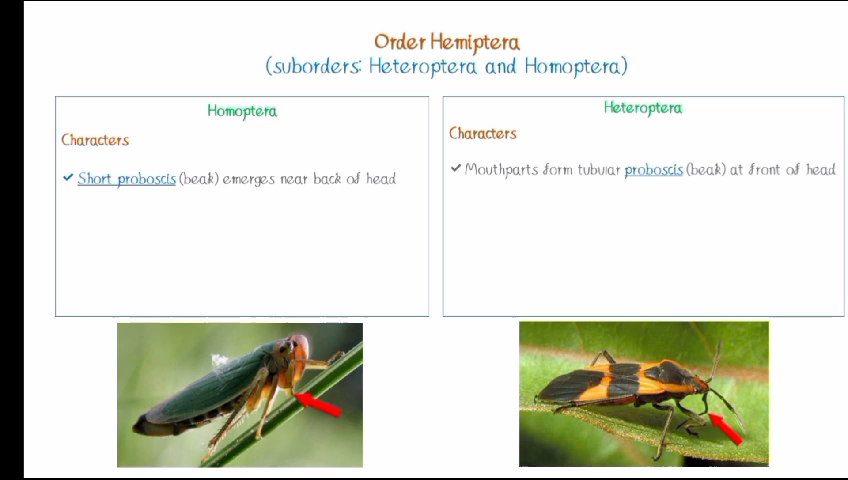 Order Hemiptera
(suborders: Heteroptera and Homoptera)
Homoptera
Characters
✓ Short proboscis (beak) emerges near back of head
Heteroptera
Characters
✓ Mouthparts form tubular proboscis (beak) at front of head